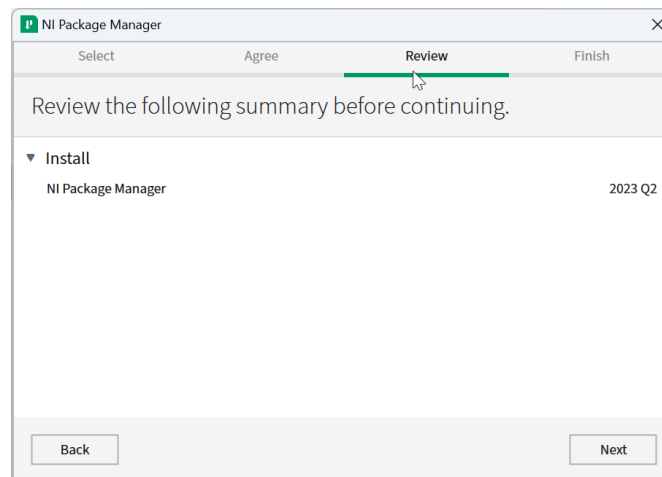 NI Package Manager
Select Agree Review Finish
Review the following summary before continuing.
Install
NI Package Manager 2023 Q2
Back Next